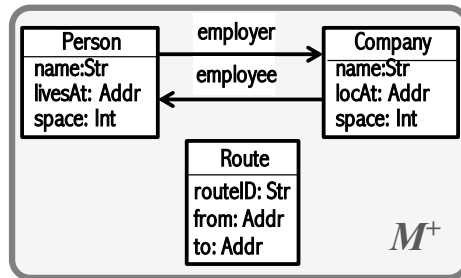 Person
name:Str
livesAt: Addr
space: Int
employer
employee
Company
name:Str
locAt: Addr
space: Int
Route
routeID: Str
from: Addr
to: Addr
M+